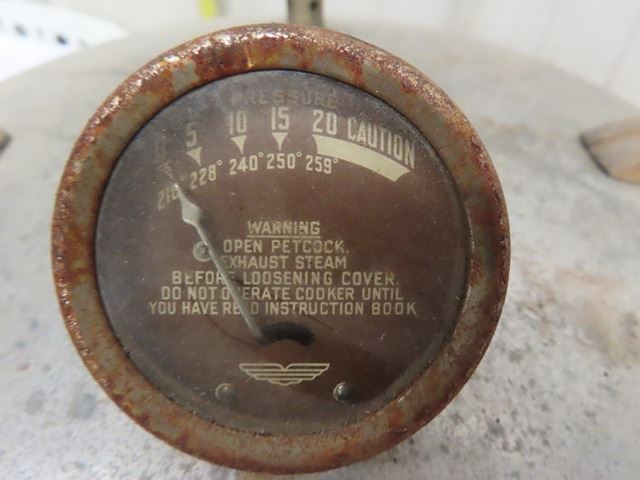 PRESSURE
0 5 10 15 20 CAUTION
228° 240° 250° 259°
WARNING
OPEN PETCOCK,
EXHAUST STEAM
BEFORE LOOSENING COVER.
DO NOT OPERATE COOKER UNTIL
YOU HAVE READ INSTRUCTION BOOK